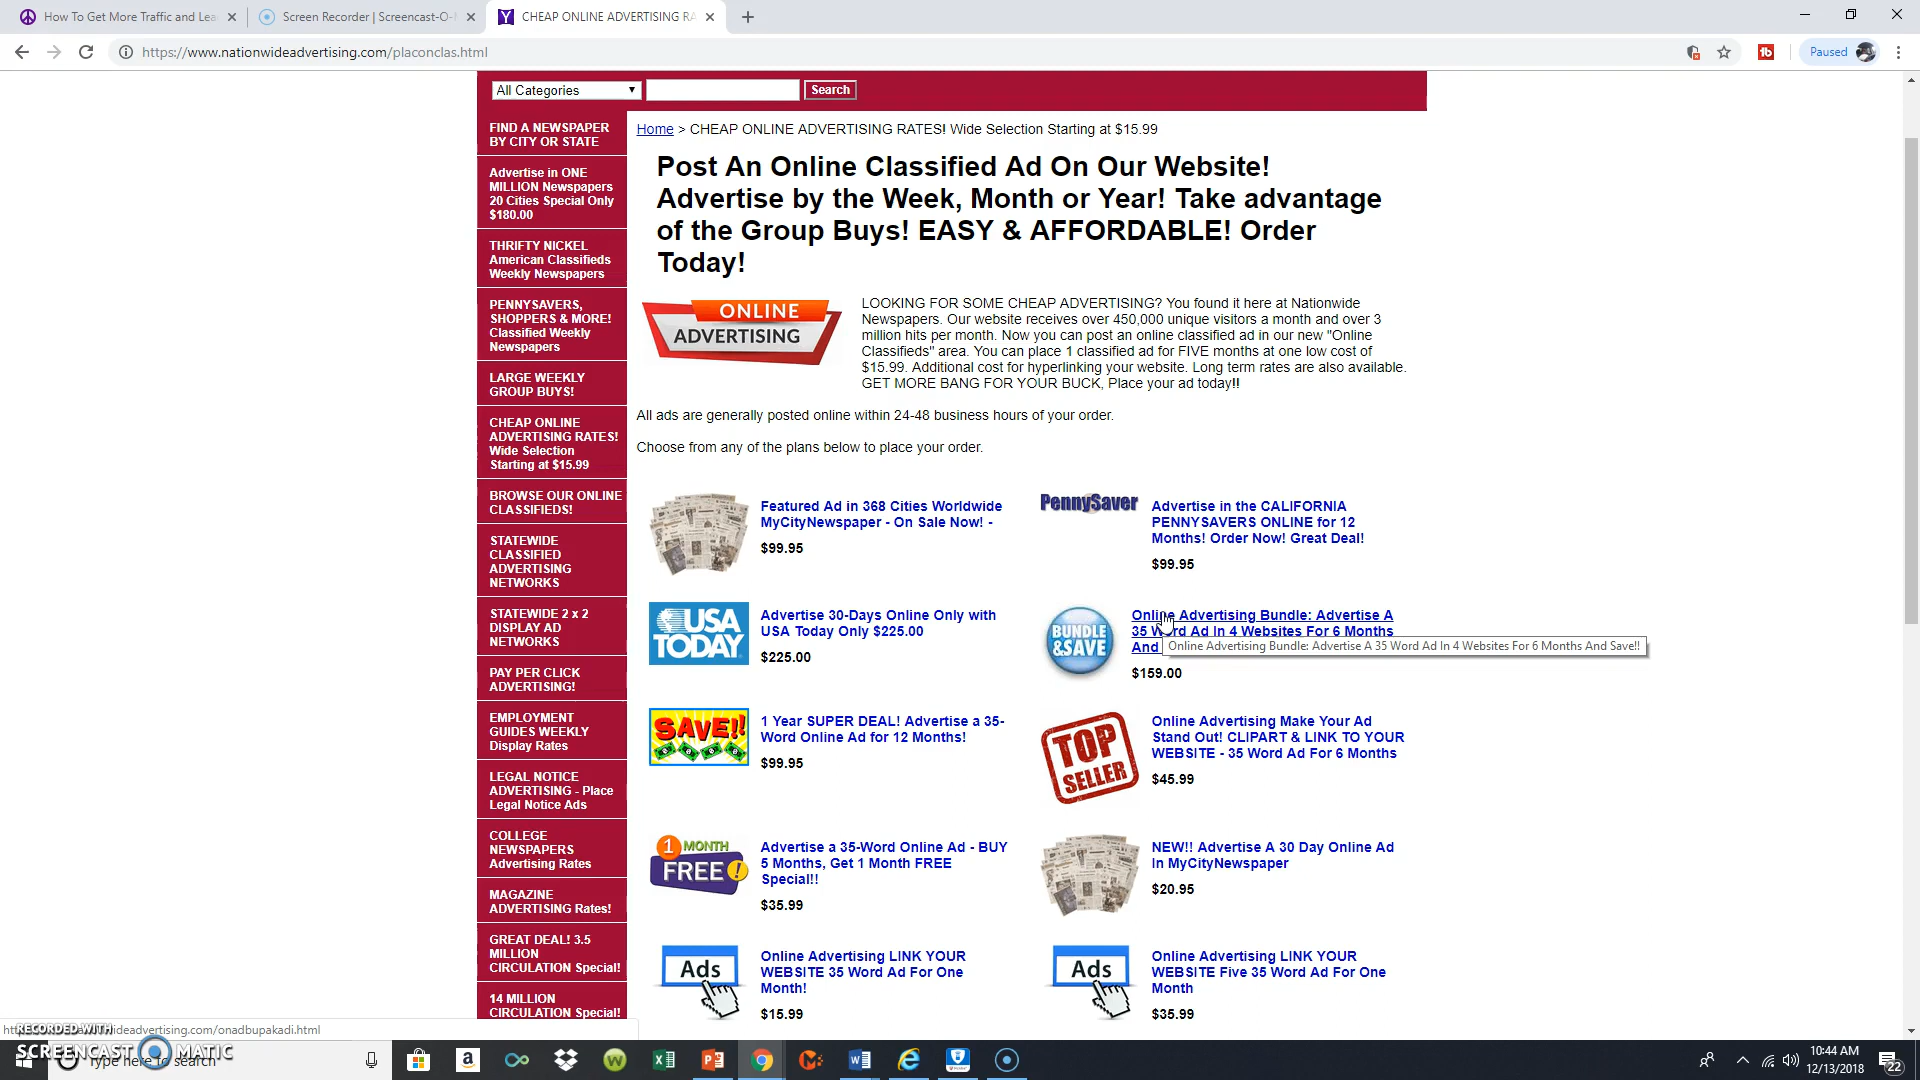 How To Get More Traffic and Lea
Screen Recorder | Screencast-O-
CHEAP ONLINE ADVERTISING RA
https://www.nationwideadvertising.com/placonclas.html
Paused
All Categories
Search
FIND A NEWSPAPER
BY CITY OR STATE
Advertise in ONE
MILLION Newspapers
20 Cities Special Only
$180.00
THRIFTY NICKEL
American Classifieds
Weekly Newspapers
PENNYSAVERS,
SHOPPERS & MORE!
Classified Weekly
Newspapers
LARGE WEEKLY
GROUP BUYS!
CHEAP ONLINE
ADVERTISING RATES!
Wide Selection
Starting at $15.99
BROWSE OUR ONLINE
CLASSIFIEDS!
STATEWIDE
CLASSIFIED
ADVERTISING
NETWORKS
STATEWIDE 2 x 2
DISPLAY AD
NETWORKS
PAY PER CLICK
ADVERTISING!
EMPLOYMENT
GUIDES WEEKLY
Display Rates
LEGAL NOTICE
ADVERTISING - Place
Legal Notice Ads
COLLEGE
NEWSPAPERS
Advertising Rates
MAGAZINE
ADVERTISING Rates!
GREAT DEAL! 3.5
MILLION
CIRCULATION Special!
14 MILLION
CIRCULATION Special!
Home > CHEAP ONLINE ADVERTISING RATES! Wide Selection Starting at $15.99
Post An Online Classified Ad On Our Website!
Advertise by the Week, Month or Year! Take advantage
of the Group Buys! EASY & AFFORDABLE! Order
Today!
ONLINE
ADVERTISING
LOOKING FOR SOME CHEAP ADVERTISING? You found it here at Nationwide
Newspapers. Our website receives over 450,000 unique visitors a month and over 3
million hits per month. Now you can post an online classified ad in our new "Online
Classifieds" area. You can place 1 classified ad for FIVE months at one low cost of
$15.99. Additional cost for hyperlinking your website. Long term rates are also available.
GET MORE BANG FOR YOUR BUCK, Place your ad today!!
All ads are generally posted online within 24-48 business hours of your order.
Choose from any of the plans below to place your order.
Featured Ad in 368 Cities Worldwide
MyCityNewspaper - On Sale Now! -
$99.95
PennySaver
Advertise in the CALIFORNIA
PENNYSAVERS ONLINE for 12
Months! Order Now! Great Deal!
$99.95
USA
TODAY
Advertise 30-Days Online Only with
USA Today Only $225.00
$225.00
BUNDLE
&SAVE
Online Advertising Bundle: Advertise A
35 Word Ad In 4 Websites For 6 Months
And
Online Advertising Bundle: Advertise A 35 Word Ad In 4 Websites For 6 Months And Save!!
$159.00
SAVE!!
1 Year SUPER DEAL! Advertise a 35-
Word Online Ad for 12 Months!
$99.95
TOP
SELLER
Online Advertising Make Your Ad
Stand Out! CLIPART & LINK TO YOUR
WEBSITE - 35 Word Ad For 6 Months
$45.99
1 MONTH
FREE!
Advertise a 35-Word Online Ad - BUY
5 Months, Get 1 Month FREE
Special!!
$35.99
NEW!! Advertise A 30 Day Online Ad
In MyCityNewspaper
$20.95
Ads
Online Advertising LINK YOUR
WEBSITE 35 Word Ad For One
Month!
$15.99
Ads
Online Advertising LINK YOUR
WEBSITE Five 35 Word Ad For One
Month
$35.99
ideadvertising.com/onadbupakadi.html
RECORDED WITH
SCREENCAST MATIC
Type here to search
10:44 AM
12/13/2018
22